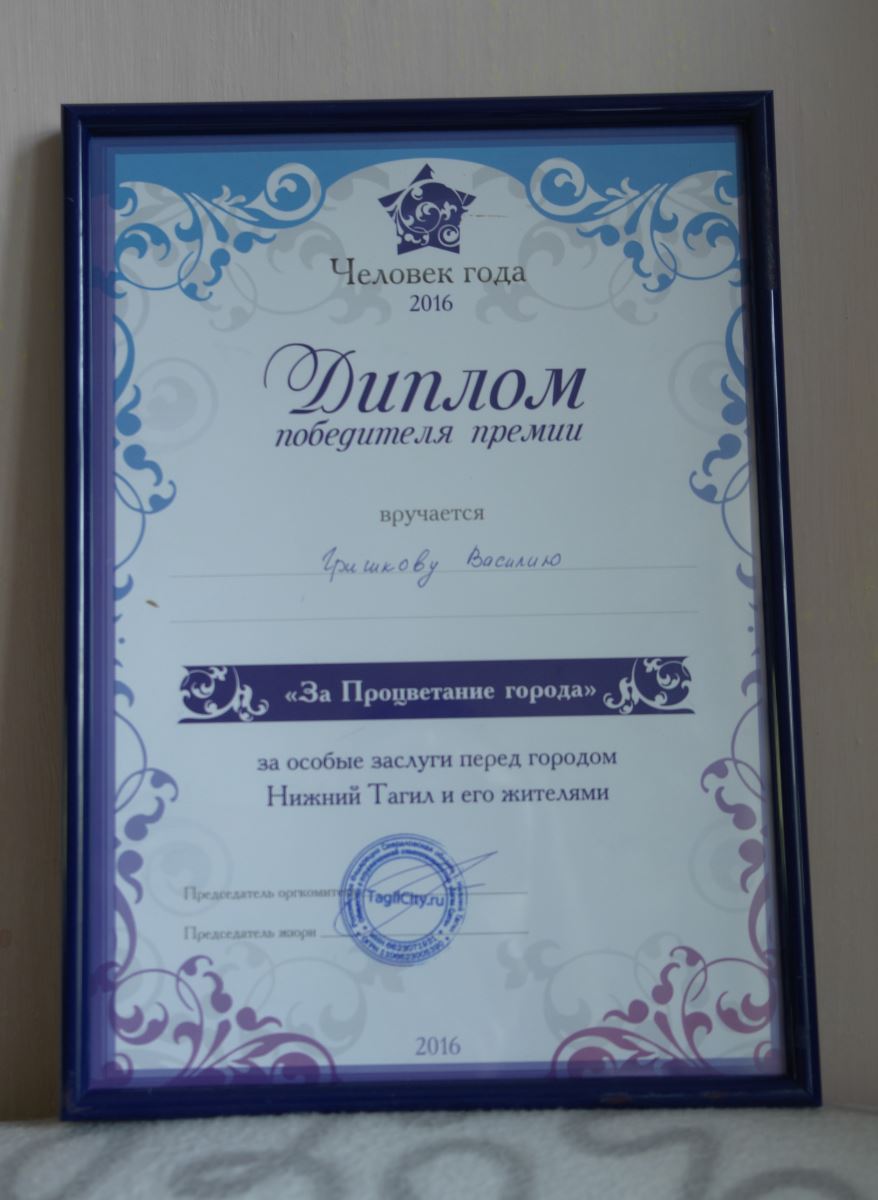 Человек года
2016
Диплом
победителя премии
вручается
Гришкову Василию
«За Процветание города»
за особые заслуги перед городом
Нижний Тагил и его жителями
Председатель оргкомите
TagilCity.ru
Председатель жюри
2016